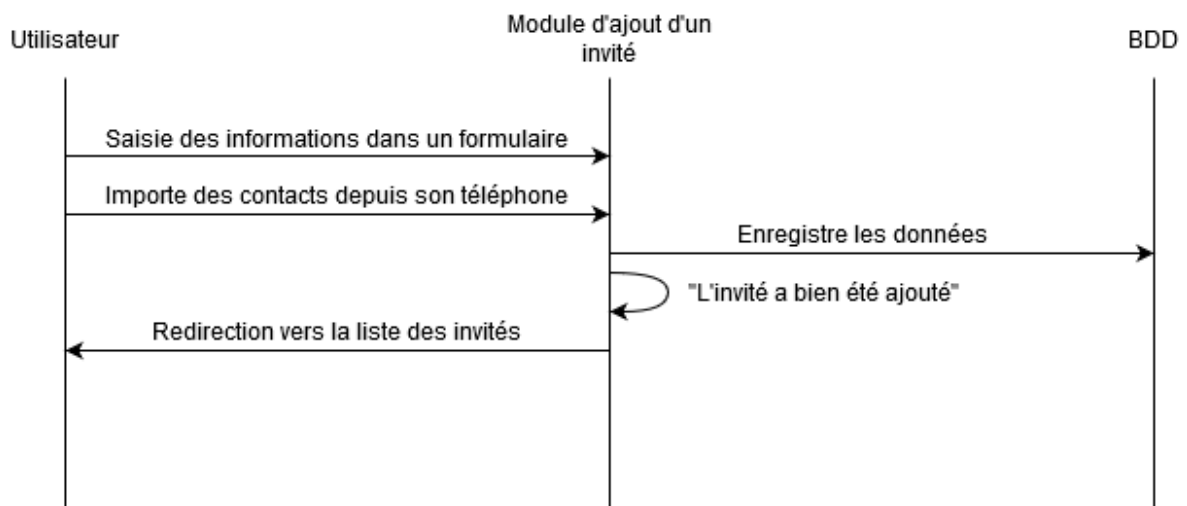 Utilisateur
Module d'ajout d'un
invité
BDD
Saisie des informations dans un formulaire
Importe des contacts depuis son téléphone
Enregistre les données
"L'invité a bien été ajouté"
Redirection vers la liste des invités